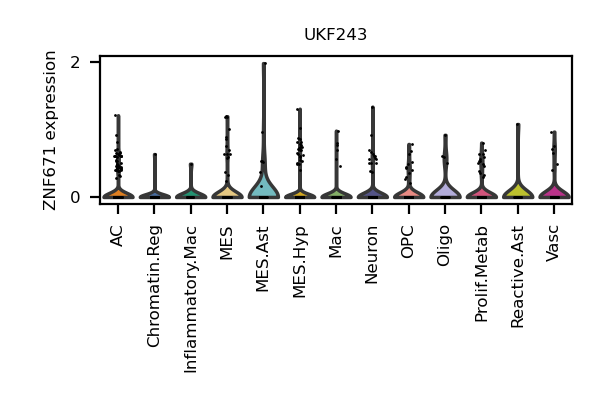 UKF243
ZNF671 expression
2
0
AC
Chromatin.Reg
Inflammatory.Mac
MES
MES.Ast
MES.Hyp
Mac
Neuron
OPC
Oligo
Prolif.Metab
Reactive.Ast
Vasc